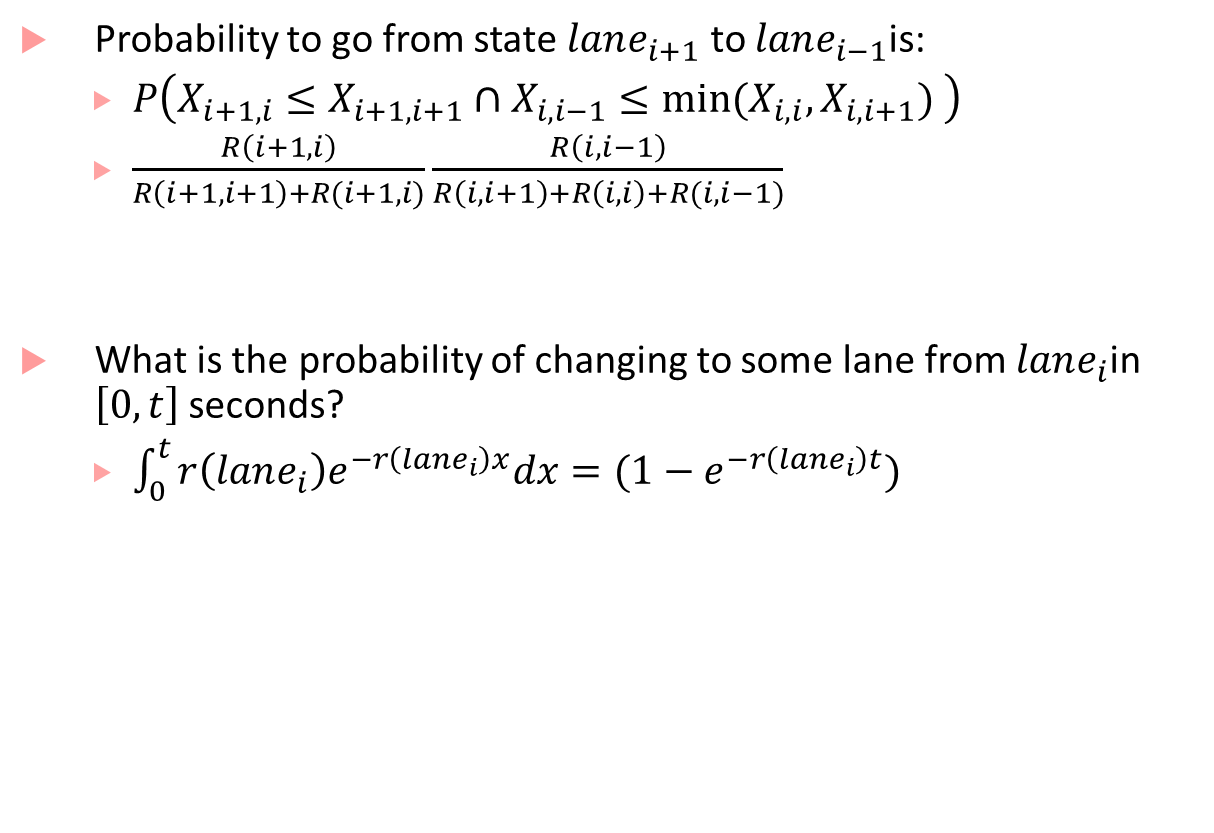 Probability to go from state lane_{i+1} to lane_{i−1}is:
P(X_{i+1,i} ≤ X_{i+1,i+1} ∩ X_{i,i−1} ≤ min(X_{i,i}, X_{i,i+1}))
\frac{R(i+1,i)}{R(i+1,i+1)+R(i+1,i)} \frac{R(i,i−1)}{R(i,i+1)+R(i,i)+R(i,i−1)}
What is the probability of changing to some lane from lane_i in
[0, t] seconds?
∫_0^t r(lane_i)e^{−r(lane_i)x}dx = (1 − e^{−r(lane_i)t})